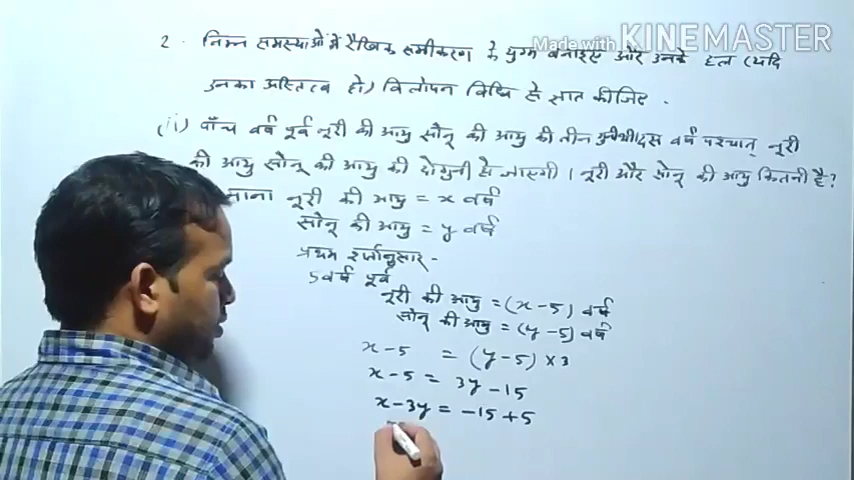 Made with KINEMASTER
2. निम्न समस्याओं में रैखिक समीकरण के युग्म बनाइए और उनके हल (यदि
उनका अस्तित्व हो) विलोपन विधि से ज्ञात कीजिए.
(ii) पाँच वर्ष पूर्व नूरी की आयु सोनू की आयु की तीन गुनी थी। दस वर्ष पश्चात् नूरी
की आयु सोनू की आयु की दोगुनी हो जाएगी। नूरी और सोनू की आयु कितनी है?
माना नूरी की आयु = x वर्ष
सोनू की आयु = y वर्ष
प्रथम शर्तानुसार -
5 वर्ष पूर्व
नूरी की आयु = (x-5) वर्ष
सोनू की आयु = (y-5) वर्ष
x-5 = (y-5) x 3
x-5 = 3y-15
x-3y = -15+5